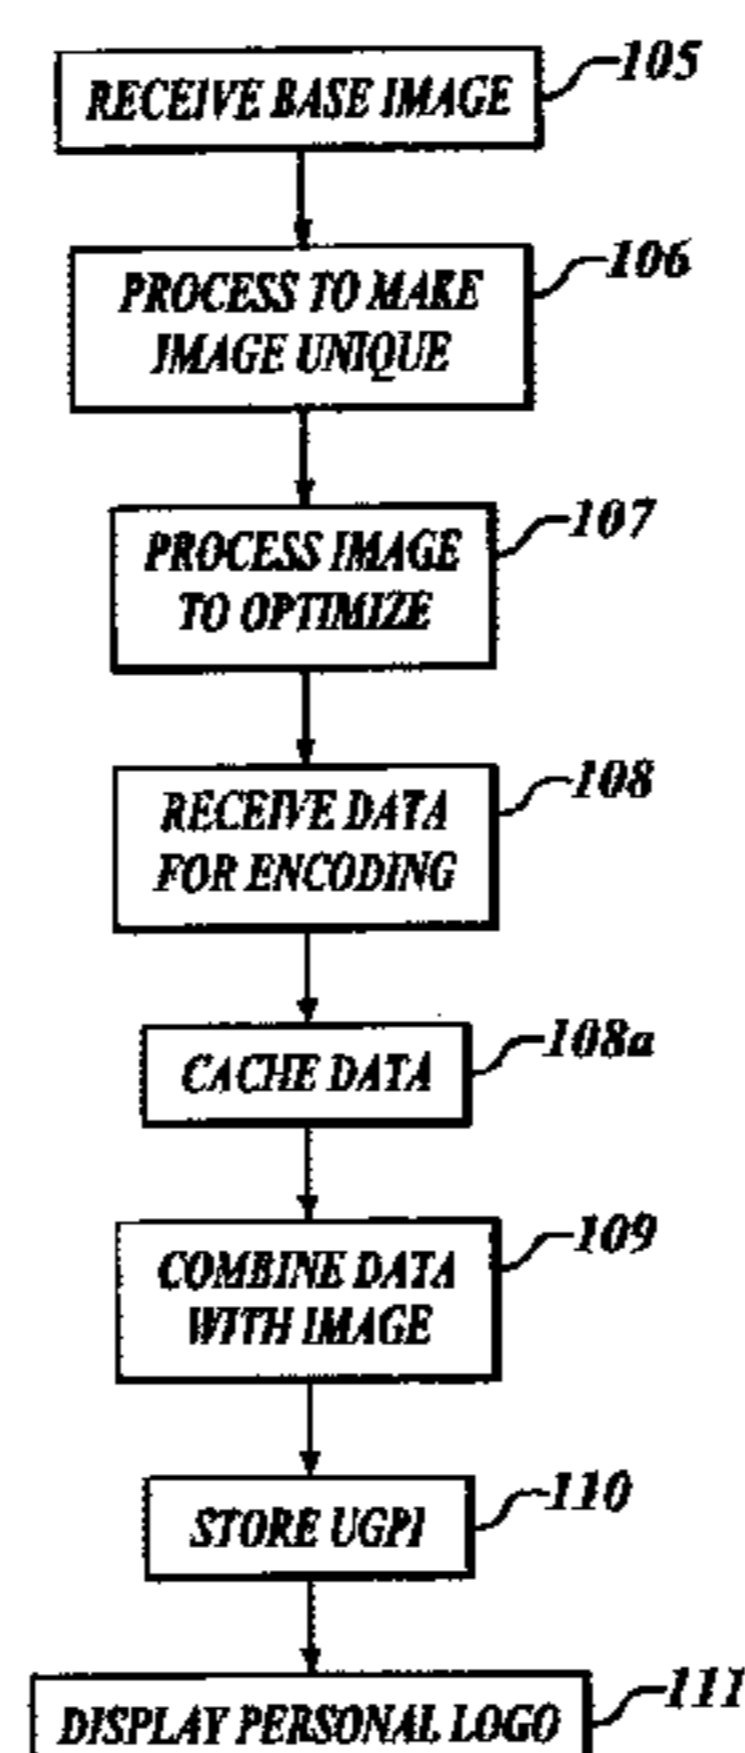 105
RECEIVE BASE IMAGE
106
PROCESS TO MAKE
IMAGE UNIQUE
107
PROCESS IMAGE
TO OPTIMIZE
108
RECEIVE DATA
FOR ENCODING
108a
CACHE DATA
109
COMBINE DATA
WITH IMAGE
110
STORE UGPI
111
DISPLAY PERSONAL LOGO